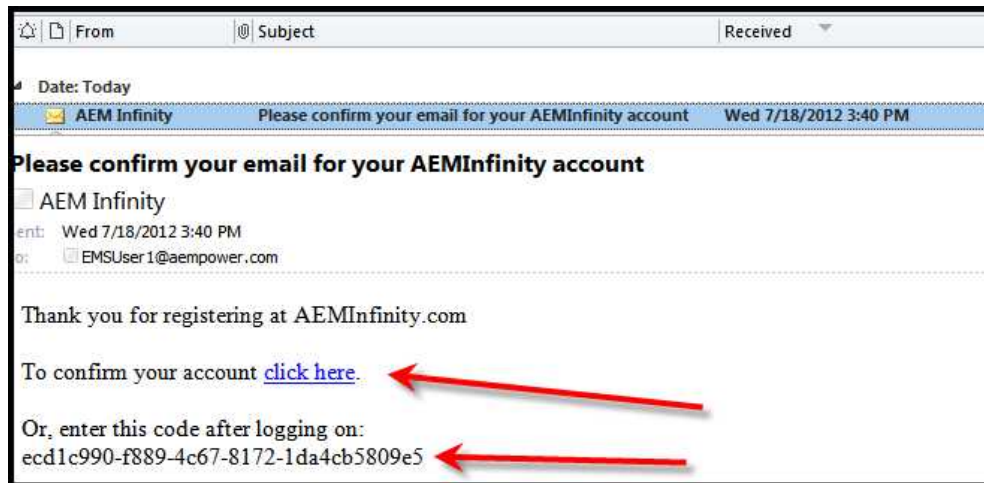 From Subject Received
Date: Today
AEM Infinity Please confirm your email for your AEMInfinity account Wed 7/18/2012 3:40 PM
Please confirm your email for your AEMInfinity account
AEM Infinity
ent: Wed 7/18/2012 3:40 PM
o: EMSUser1@aempower.com
Thank you for registering at AEMInfinity.com
To confirm your account click here.
Or, enter this code after logging on:
ecd1c990-f889-4c67-8172-1da4cb5809e5